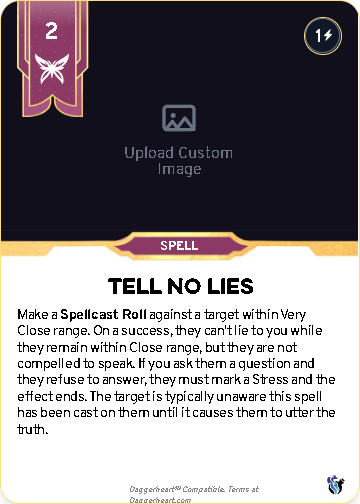 2
1
Upload Custom
Image
SPELL
TELL NO LIES
Make a Spellcast Roll against a target within Very
Close range. On a success, they can't lie to you while
they remain within Close range, but they are not
compelled to speak. If you ask them a question and
they refuse to answer, they must mark a Stress and the
effect ends. The target is typically unaware this spell
has been cast on them until it causes them to utter the
truth.
Daggerheart™ Compatible. Terms at
Daggerheart.com